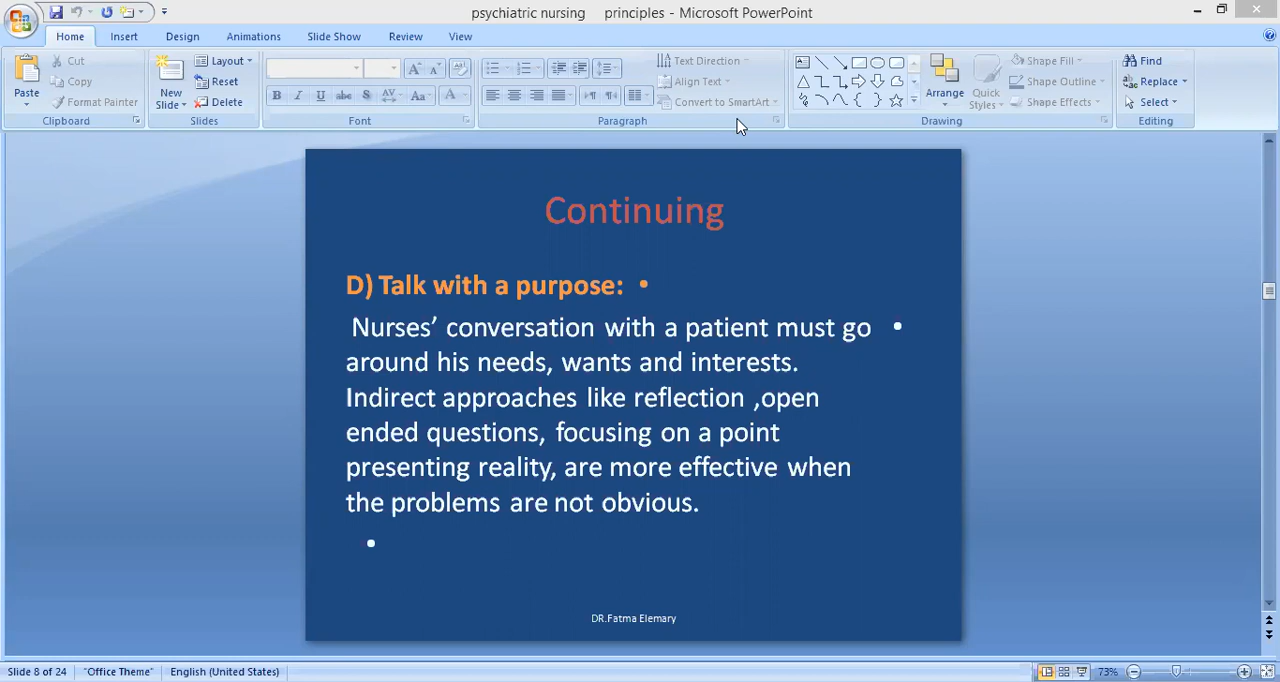 psychiatric nursing principles - Microsoft PowerPoint
Home Insert Design Animations Slide Show Review View
Paste
Cut
Copy
Format Painter
Clipboard
New Slide
Layout
Reset
Delete
Slides
B I U abc AV Aa A
Font
Text Direction
Align Text
Convert to SmartArt
Paragraph
Arrange
Quick Styles
Shape Fill
Shape Outline
Shape Effects
Drawing
Find
Replace
Select
Editing
Continuing
D) Talk with a purpose: •
Nurses’ conversation with a patient must go •
around his needs, wants and interests.
Indirect approaches like reflection ,open
ended questions, focusing on a point
presenting reality, are more effective when
the problems are not obvious.
•
DR.Fatma Elemary
Slide 8 of 24 "Office Theme" English (United States) 73%